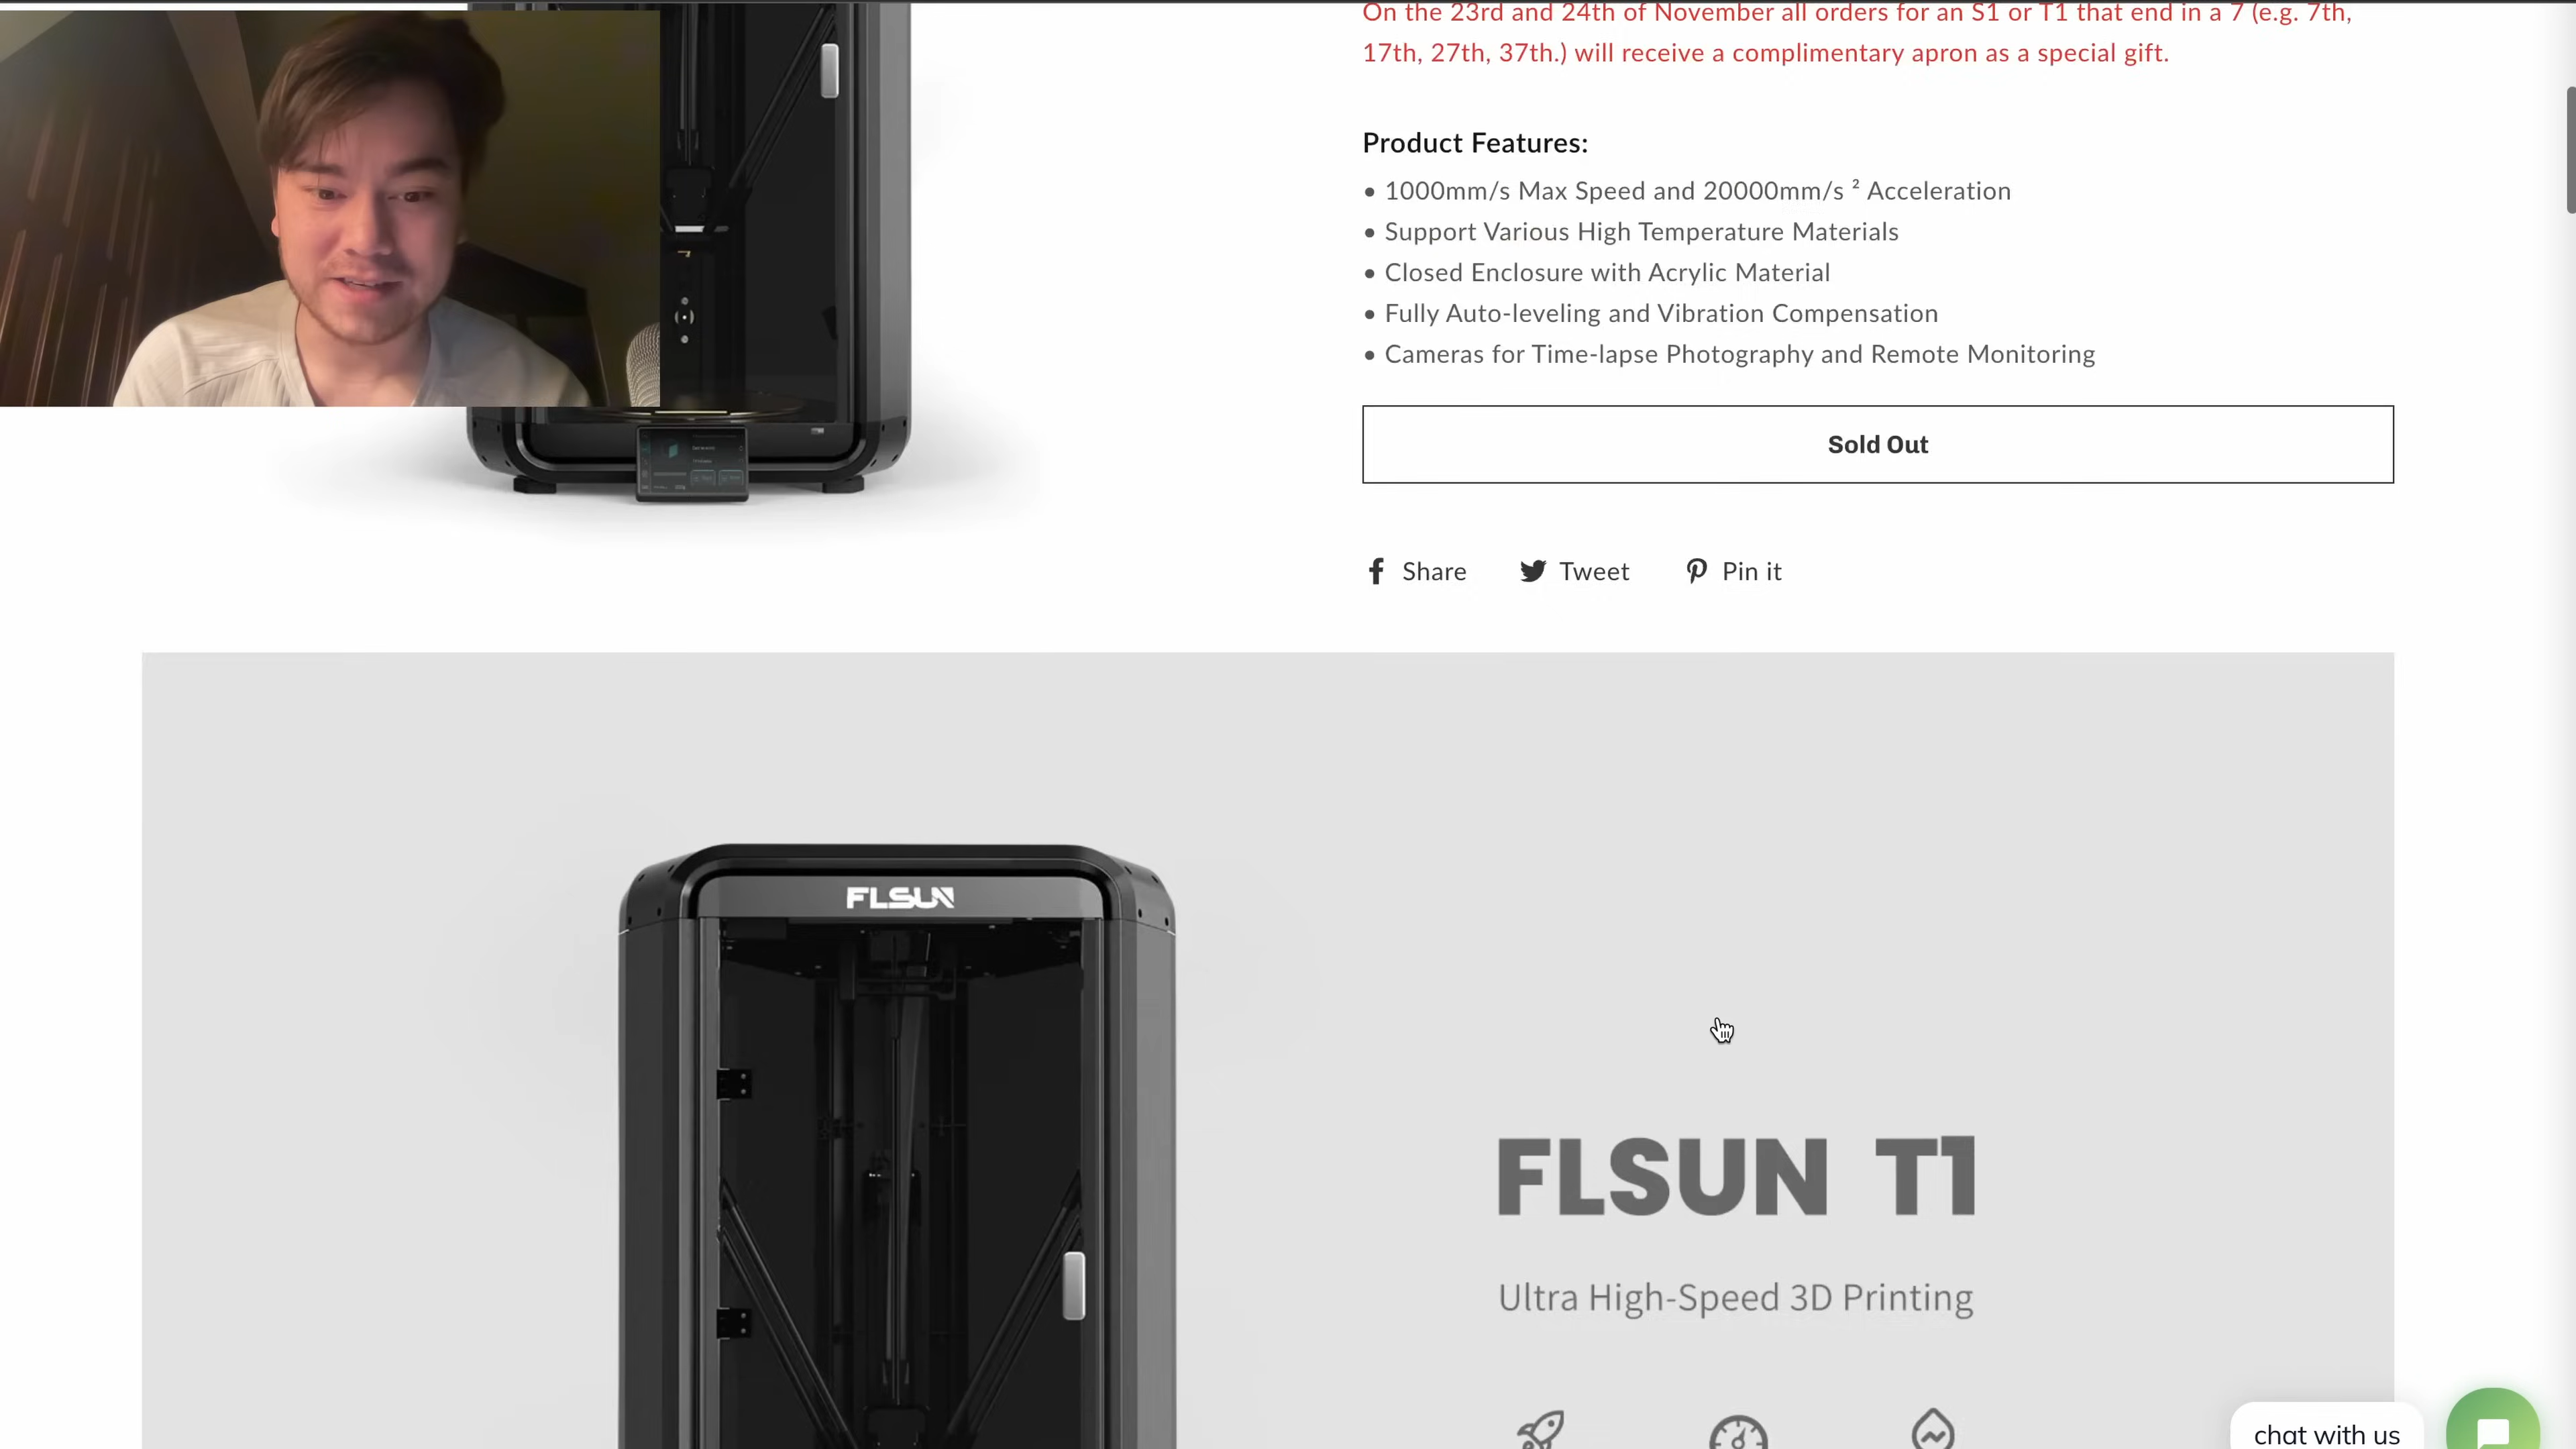 On the 23rd and 24th of November all orders for an S1 or T1 that end in a 7 (e.g. 7th,
17th, 27th, 37th.) will receive a complimentary apron as a special gift.
Product Features:
• 1000mm/s Max Speed and 20000mm/s ² Acceleration
• Support Various High Temperature Materials
• Closed Enclosure with Acrylic Material
• Fully Auto-leveling and Vibration Compensation
• Cameras for Time-lapse Photography and Remote Monitoring
Sold Out
Share
Tweet
Pin it
FLSUN
FLSUN T1
Ultra High-Speed 3D Printing
chat with us